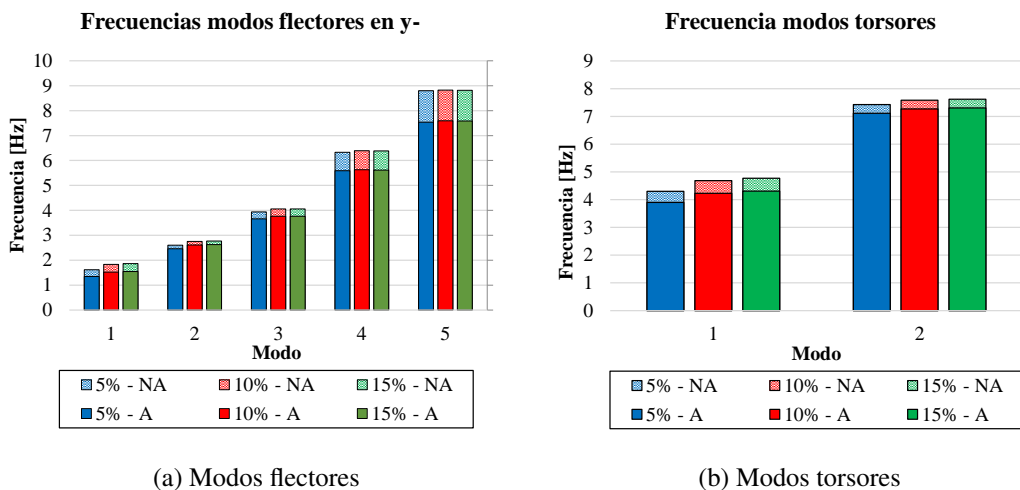 Frecuencias modos flectores en y-
Frecuencia [Hz]
10
9
8
7
6
5
4
3
2
1
0
1 2 3 4 5
Modo
5% - NA 10% - NA 15% - NA
5% - A 10% - A 15% - A
(a) Modos flectores
Frecuencia modos torsores
Frecuencia [Hz]
9
8
7
6
5
4
3
2
1
0
1 2
Modo
5% - NA 10% - NA 15% - NA
5% - A 10% - A 15% - A
(b) Modos torsores